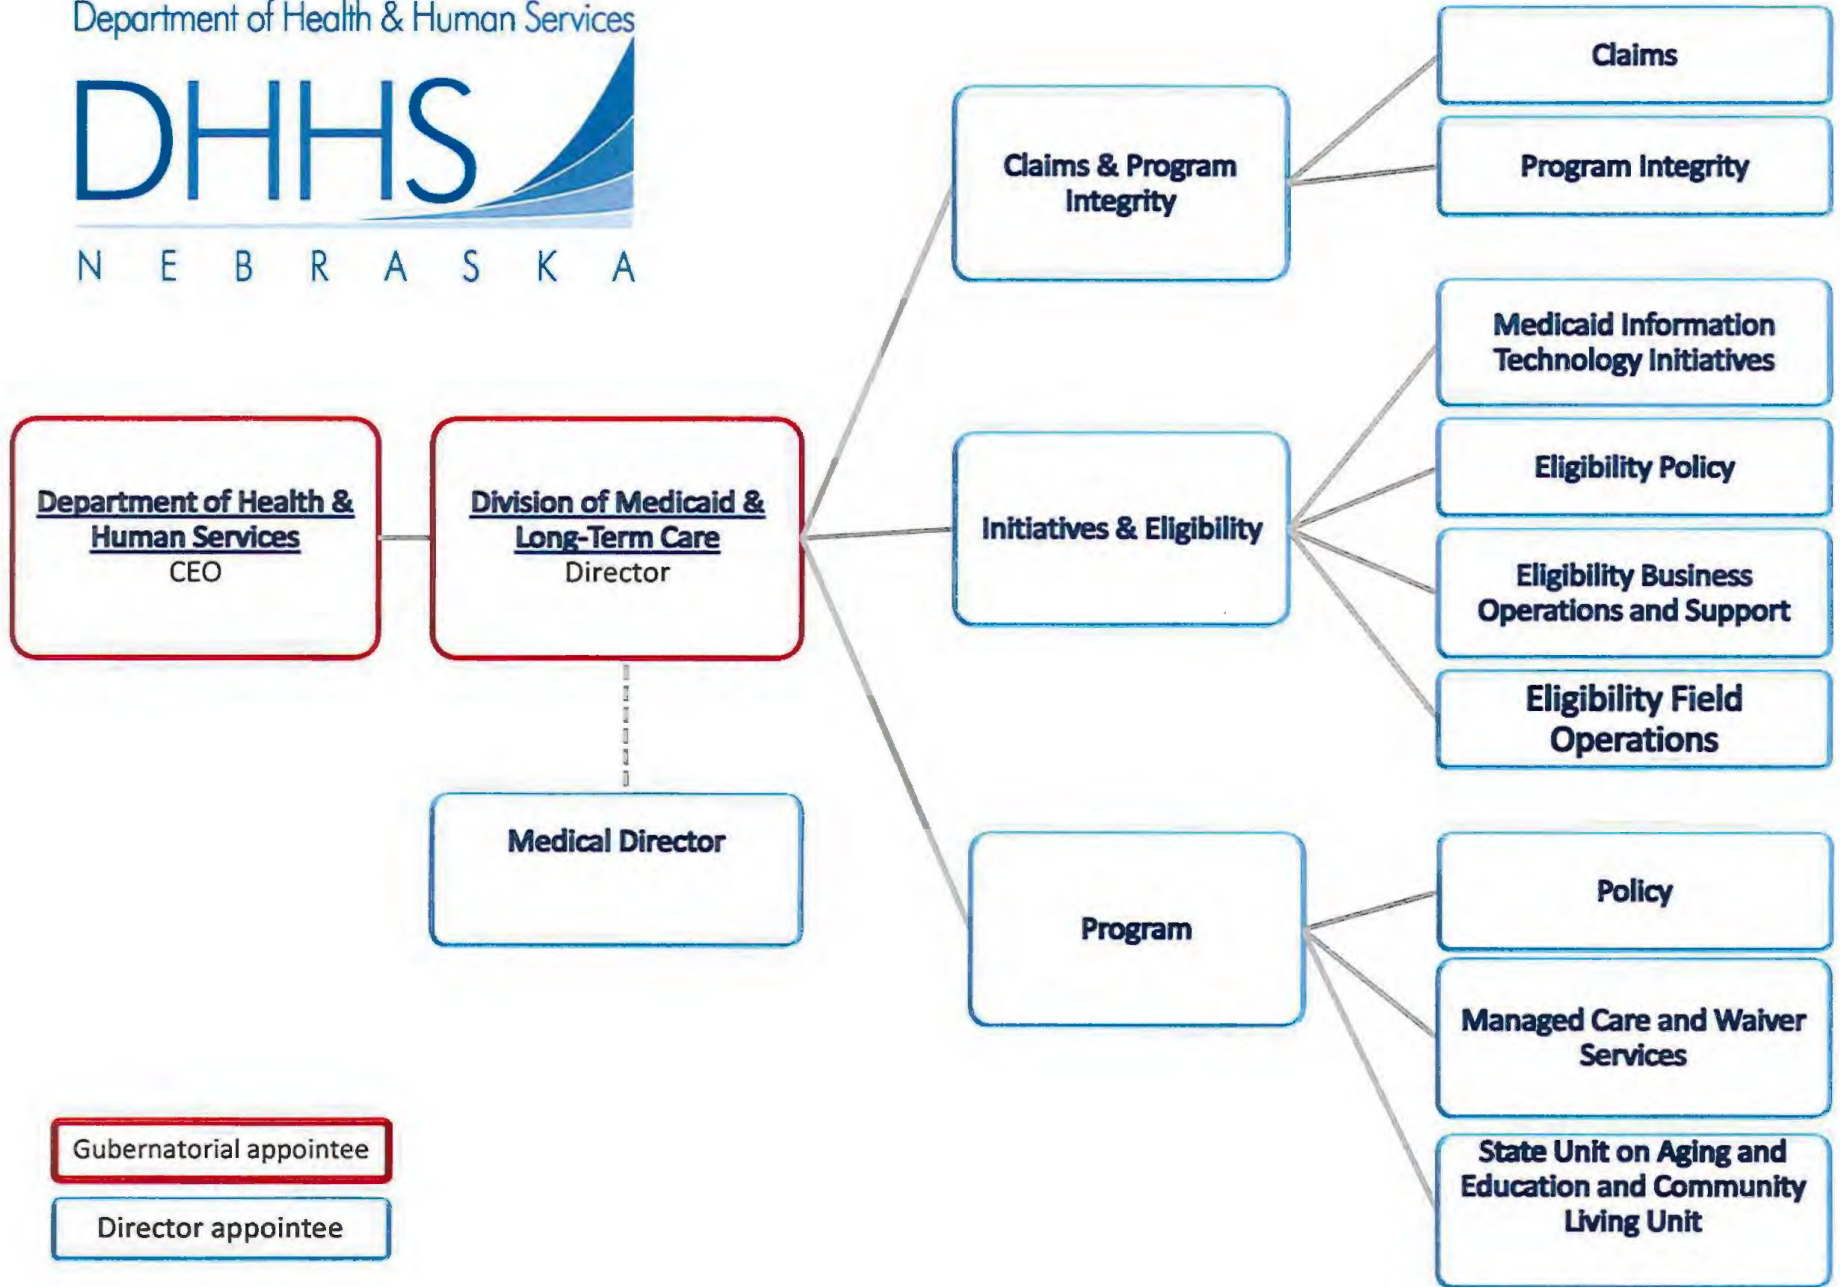 Department of Health & Human Services
DHHS
NEBRASKA
Department of Health &
Human Services
CEO
Division of Medicaid &
Long-Term Care
Director
Medical Director
Claims & Program
Integrity
Claims
Program Integrity
Initiatives & Eligibility
Medicaid Information
Technology Initiatives
Eligibility Policy
Eligibility Business
Operations and Support
Eligibility Field
Operations
Program
Policy
Managed Care and Waiver
Services
State Unit on Aging and
Education and Community
Living Unit
Gubernatorial appointee
Director appointee